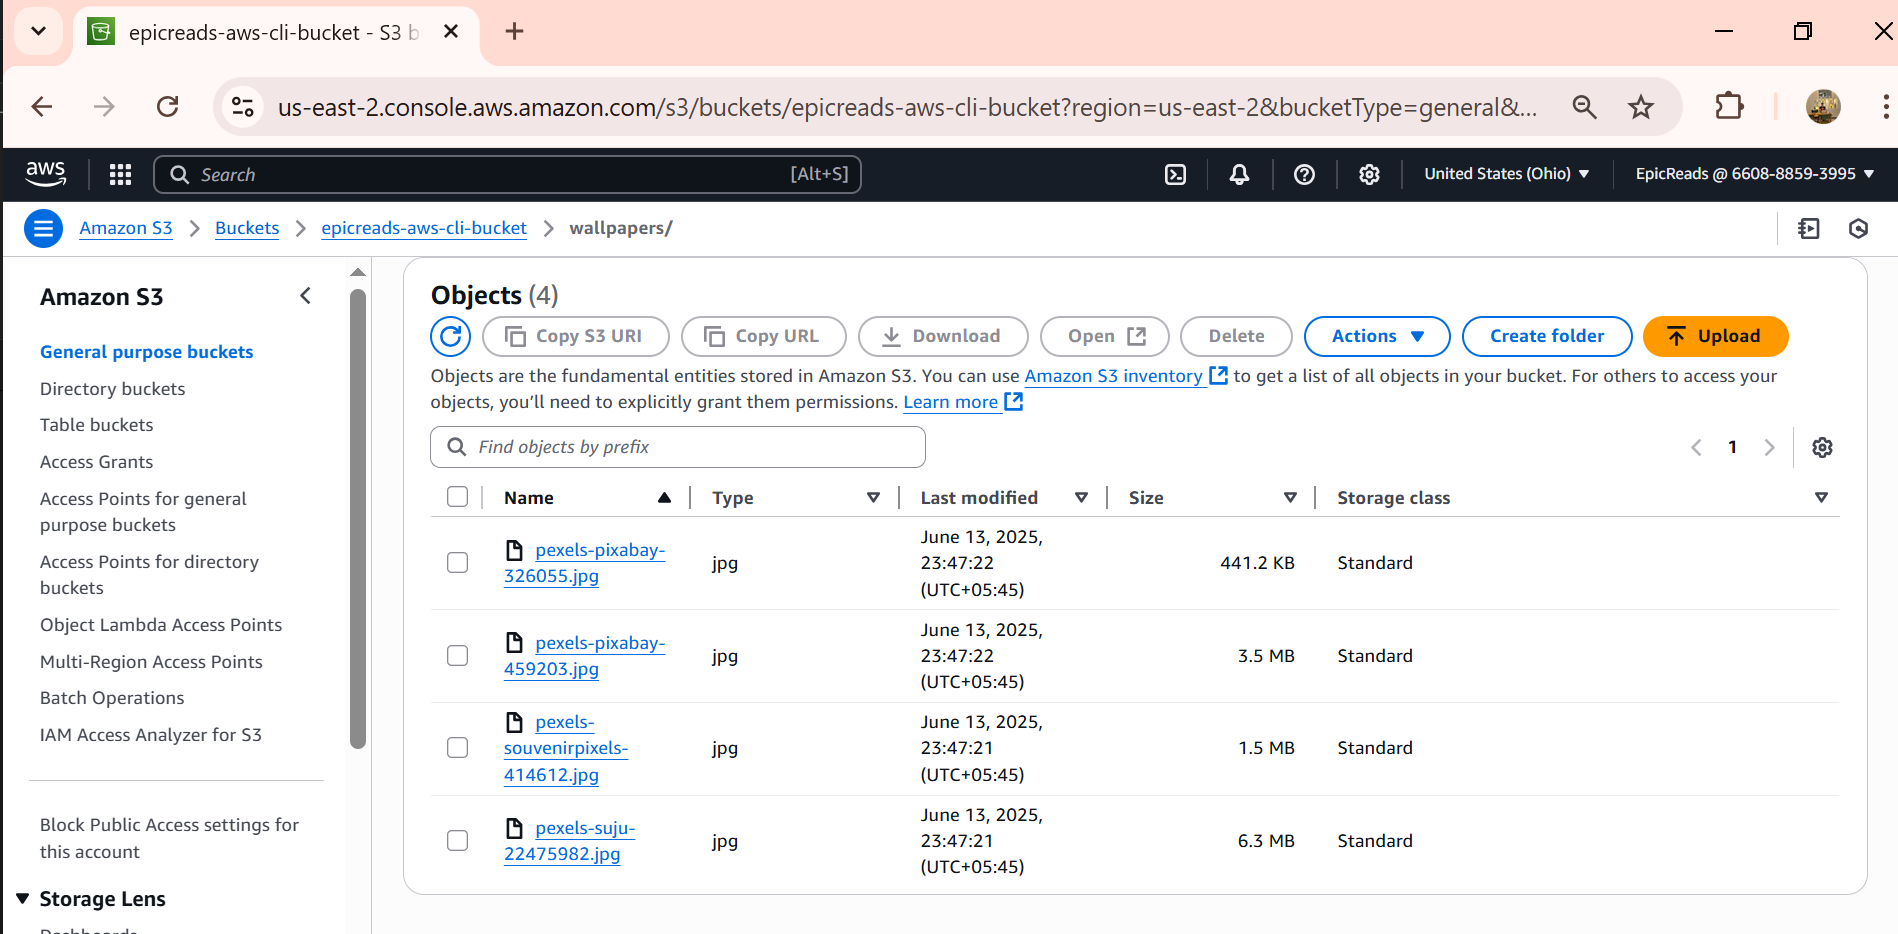 epicreads-aws-cli-bucket - S3 b
us-east-2.console.aws.amazon.com/s3/buckets/epicreads-aws-cli-bucket?region=us-east-2&bucketType=general&...
aws
Search
[Alt+S]
United States (Ohio)
EpicReads @ 6608-8859-3995
Amazon S3
Buckets
epicreads-aws-cli-bucket
wallpapers/
Amazon S3
General purpose buckets
Directory buckets
Table buckets
Access Grants
Access Points for general
purpose buckets
Access Points for directory
buckets
Object Lambda Access Points
Multi-Region Access Points
Batch Operations
IAM Access Analyzer for S3
Block Public Access settings for
this account
Storage Lens
Dashboards
Objects (4)
Copy S3 URI
Copy URL
Download
Open
Delete
Actions
Create folder
Upload
Objects are the fundamental entities stored in Amazon S3. You can use Amazon S3 inventory to get a list of all objects in your bucket. For others to access your
objects, you’ll need to explicitly grant them permissions. Learn more
Find objects by prefix
1
Name
Type
Last modified
Size
Storage class
pexels-pixabay-
326055.jpg
jpg
June 13, 2025,
23:47:22
(UTC+05:45)
441.2 KB
Standard
pexels-pixabay-
459203.jpg
jpg
June 13, 2025,
23:47:22
(UTC+05:45)
3.5 MB
Standard
pexels-
souvenirpixels-
414612.jpg
jpg
June 13, 2025,
23:47:21
(UTC+05:45)
1.5 MB
Standard
pexels-suju-
22475982.jpg
jpg
June 13, 2025,
23:47:21
(UTC+05:45)
6.3 MB
Standard